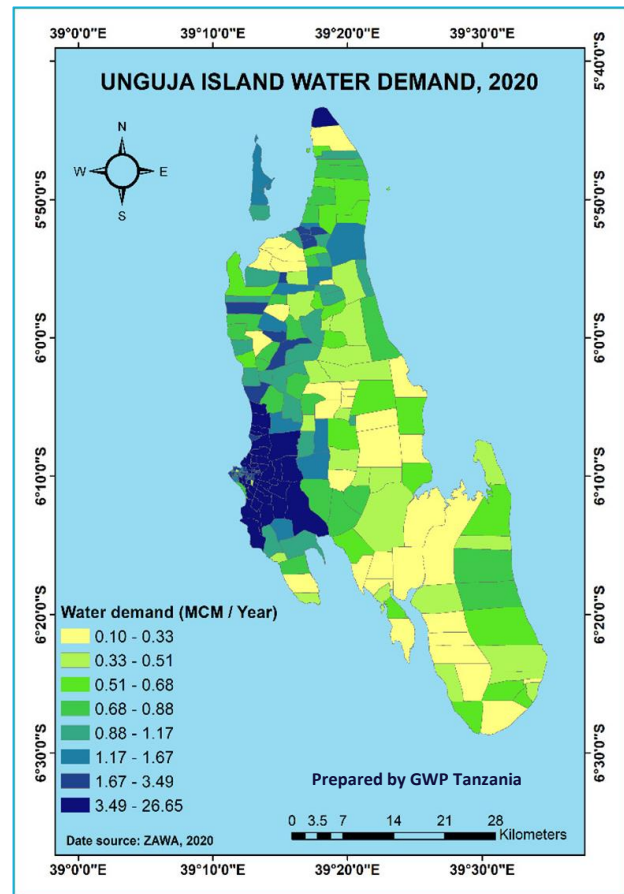 39°0'0"E 39°10'0"E 39°20'0"E 39°30'0"E
UNGUJA ISLAND WATER DEMAND, 2020
N
W E
S
5°40'0"S 5°40'0"S
5°50'0"S 5°50'0"S
6°0'0"S 6°0'0"S
6°10'0"S 6°10'0"S
6°20'0"S 6°20'0"S
6°30'0"S 6°30'0"S
Water demand (MCM / Year)
0.10 - 0.33
0.33 - 0.51
0.51 - 0.68
0.68 - 0.88
0.88 - 1.17
1.17 - 1.67
1.67 - 3.49
3.49 - 26.65
Prepared by GWP Tanzania
0 3.5 7 14 21 28
Kilometers
Date source: ZAWA, 2020
39°0'0"E 39°10'0"E 39°20'0"E 39°30'0"E